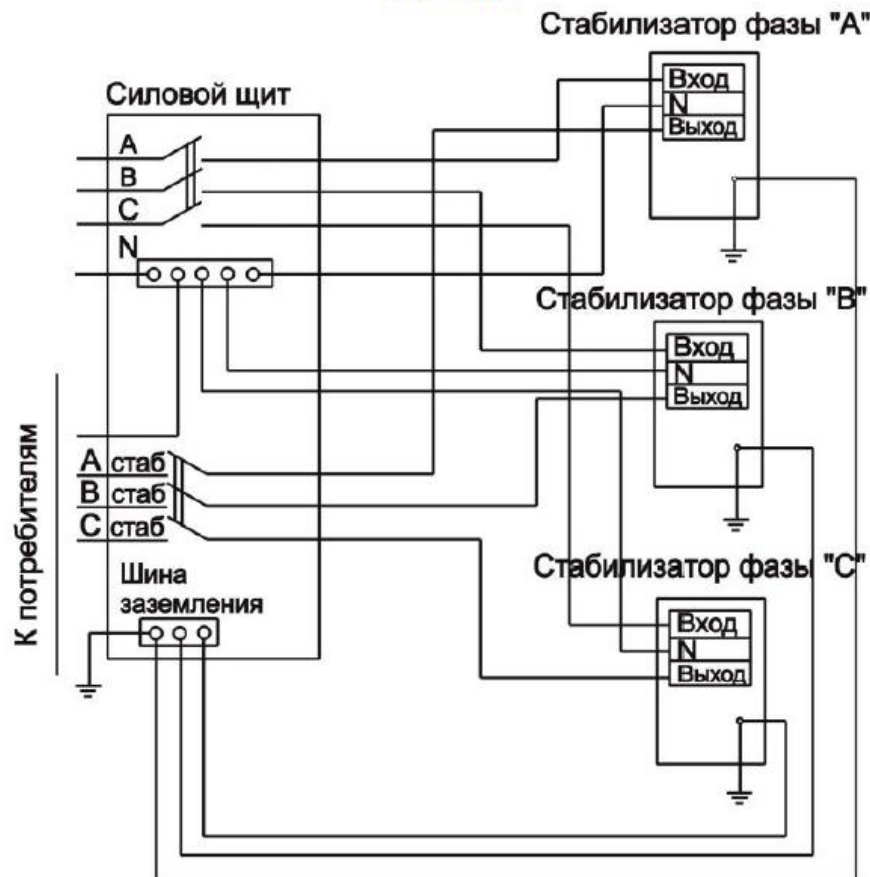 Стабилизатор фазы "А"
Вход
N
Выход
Силовой щит
A
B
C
N
Стабилизатор фазы "В"
Вход
N
Выход
К потребителям
A стаб
B стаб
C стаб
Шина
заземления
Стабилизатор фазы "С"
Вход
N
Выход